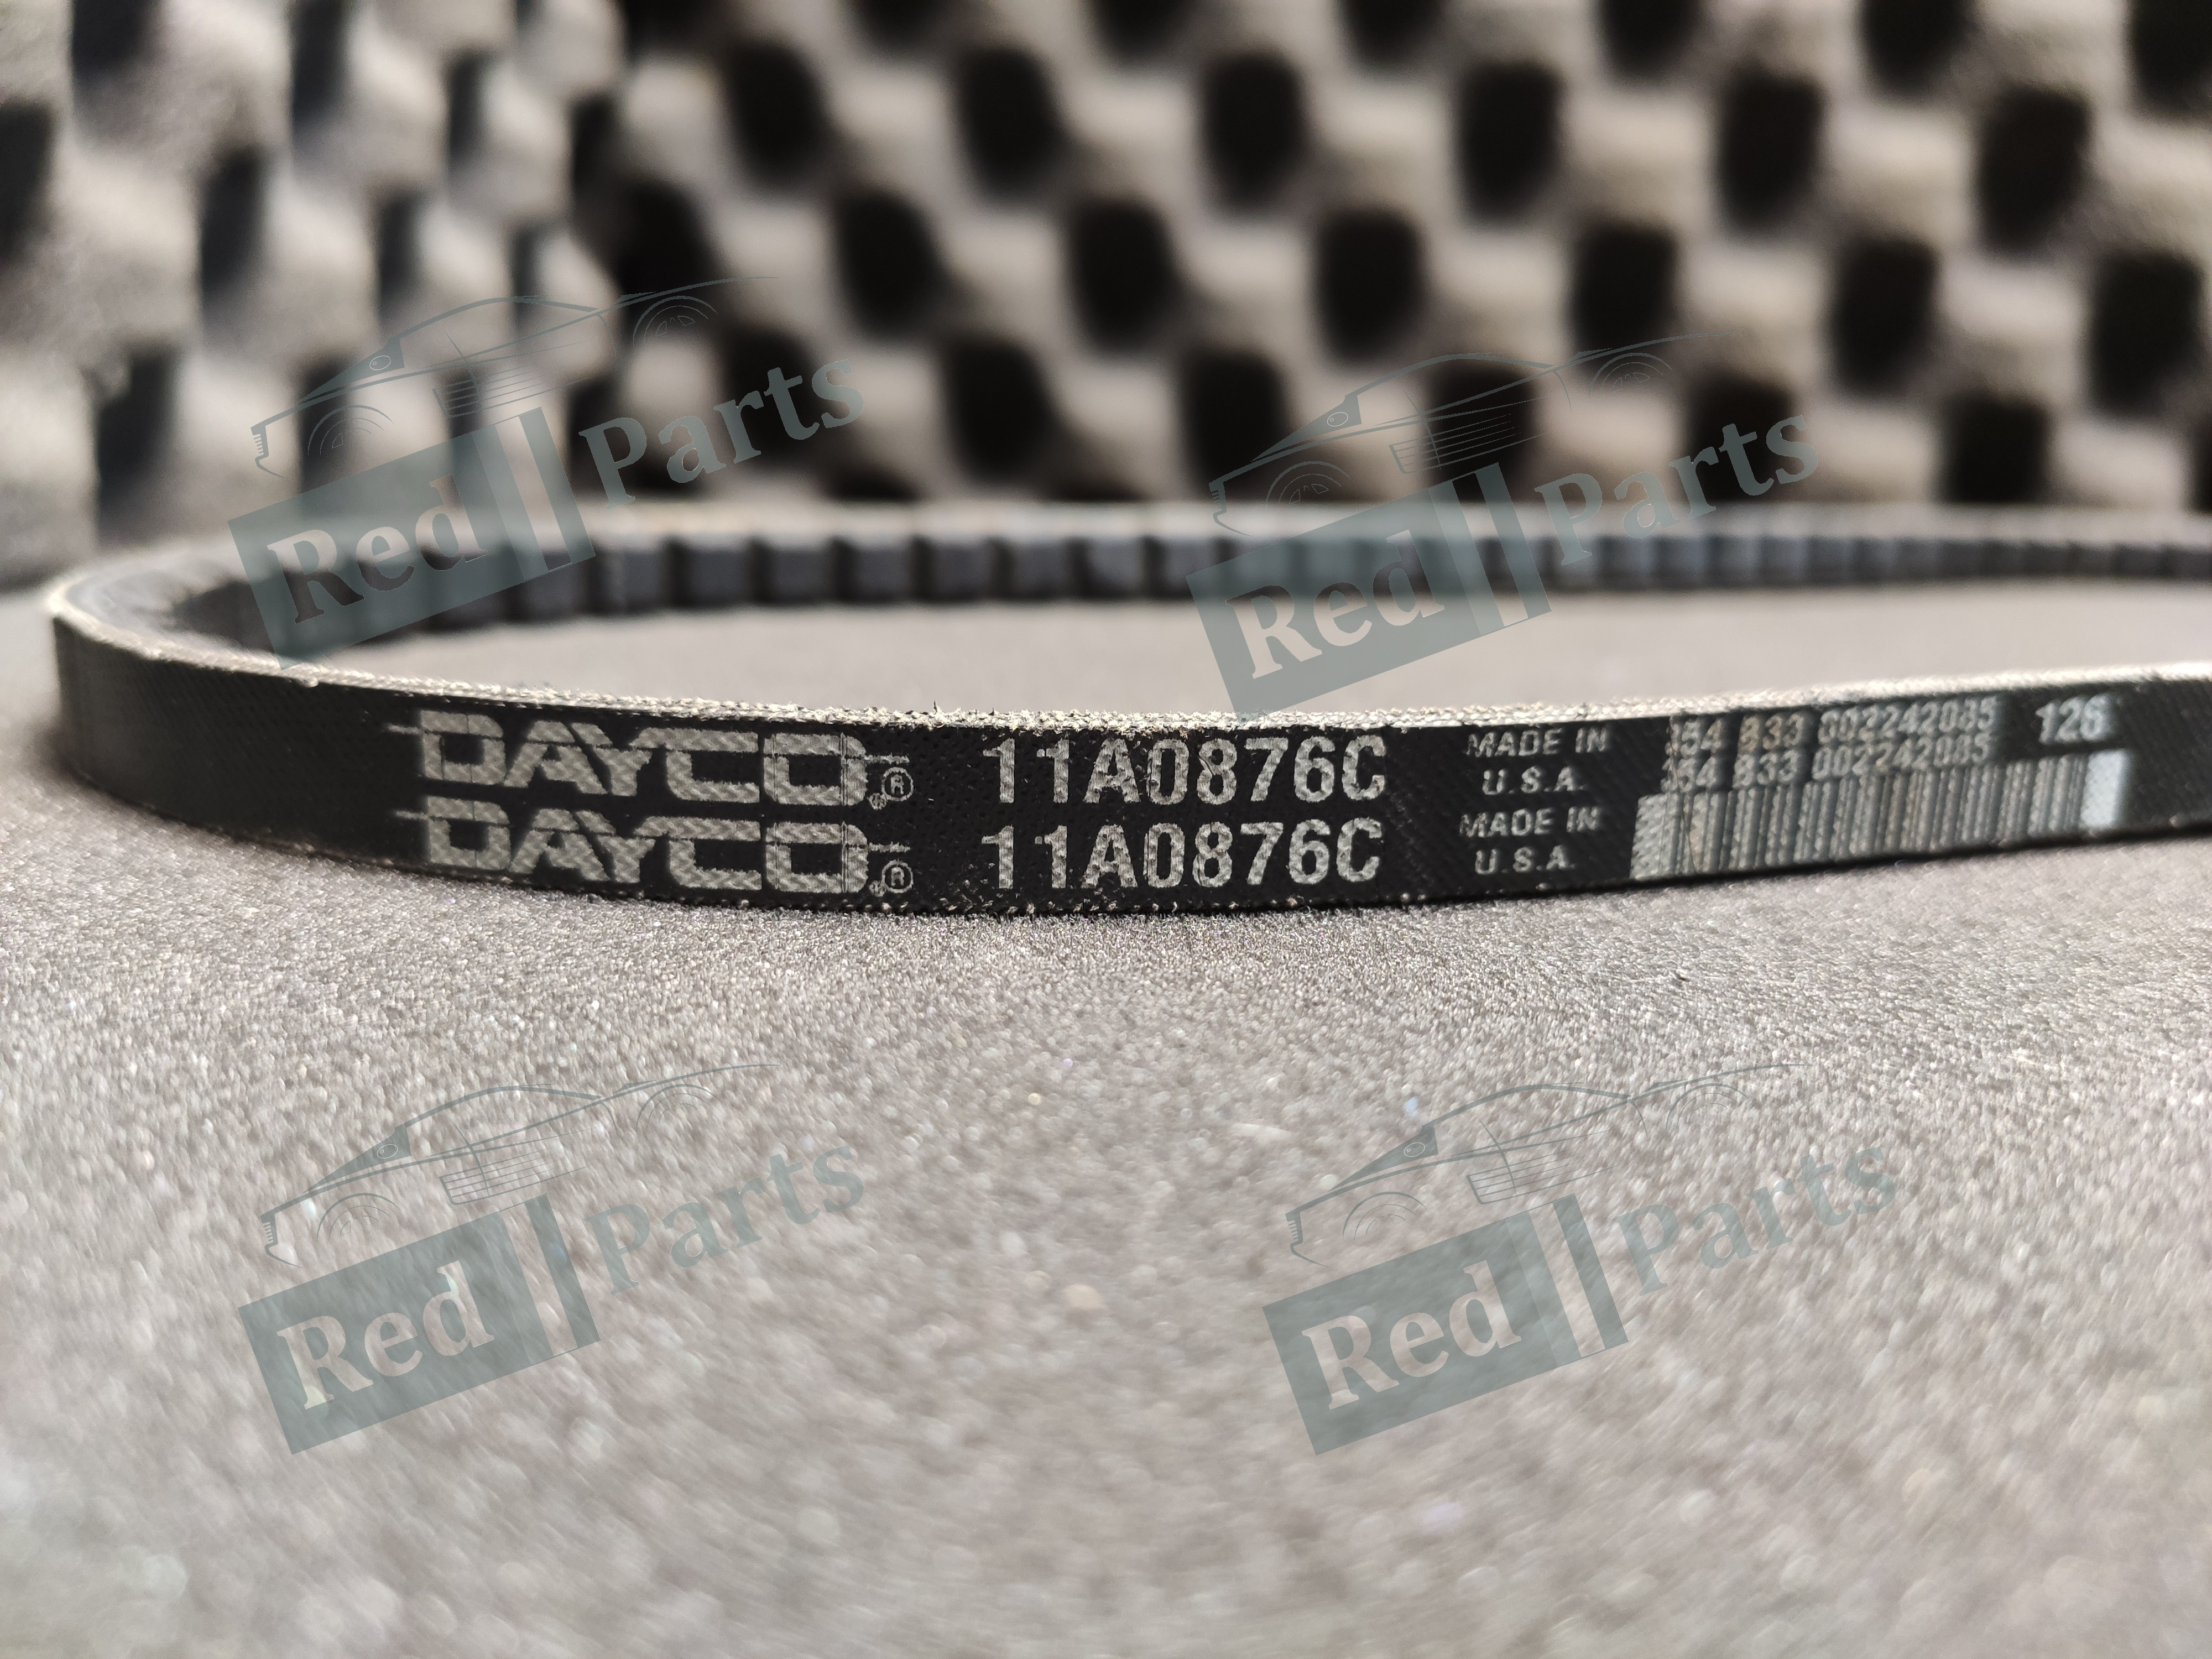 DAYCO® 11A0876C MADE IN U.S.A. 126
DAYCO® 11A0876C MADE IN U.S.A.
Red Parts
Red Parts
Red Parts
Red Parts